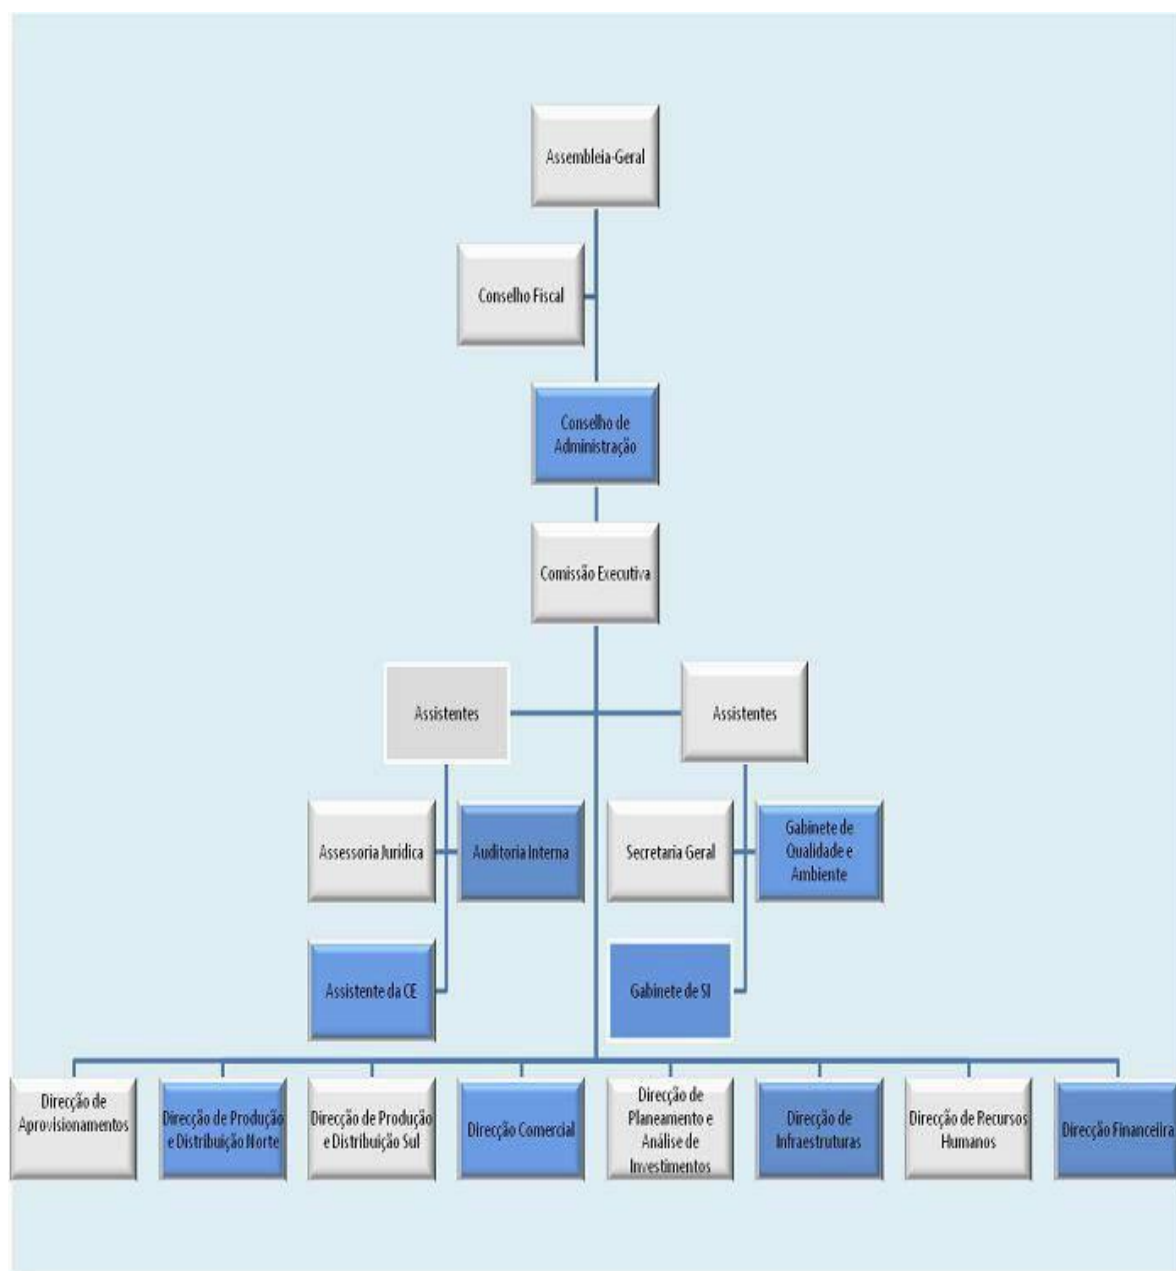 Assembleia-Geral
Conselho Fiscal
Conselho de
Administração
Comissão Executiva
Assistentes
Assistentes
Assessoria Jurídica
Auditoria Interna
Secretaria Geral
Gabinete de
Qualidade e
Ambiente
Assistente da CE
Gabinete de SI
Direcção de
Aprovisionamentos
Direcção de Produção
e Distribuição Norte
Direcção de Produção
e Distribuição Sul
Direcção Comercial
Direcção de
Planeamento e
Análise de
Investimentos
Direcção de
Infraestruturas
Direcção de Recursos
Humanos
Direcção Financeira